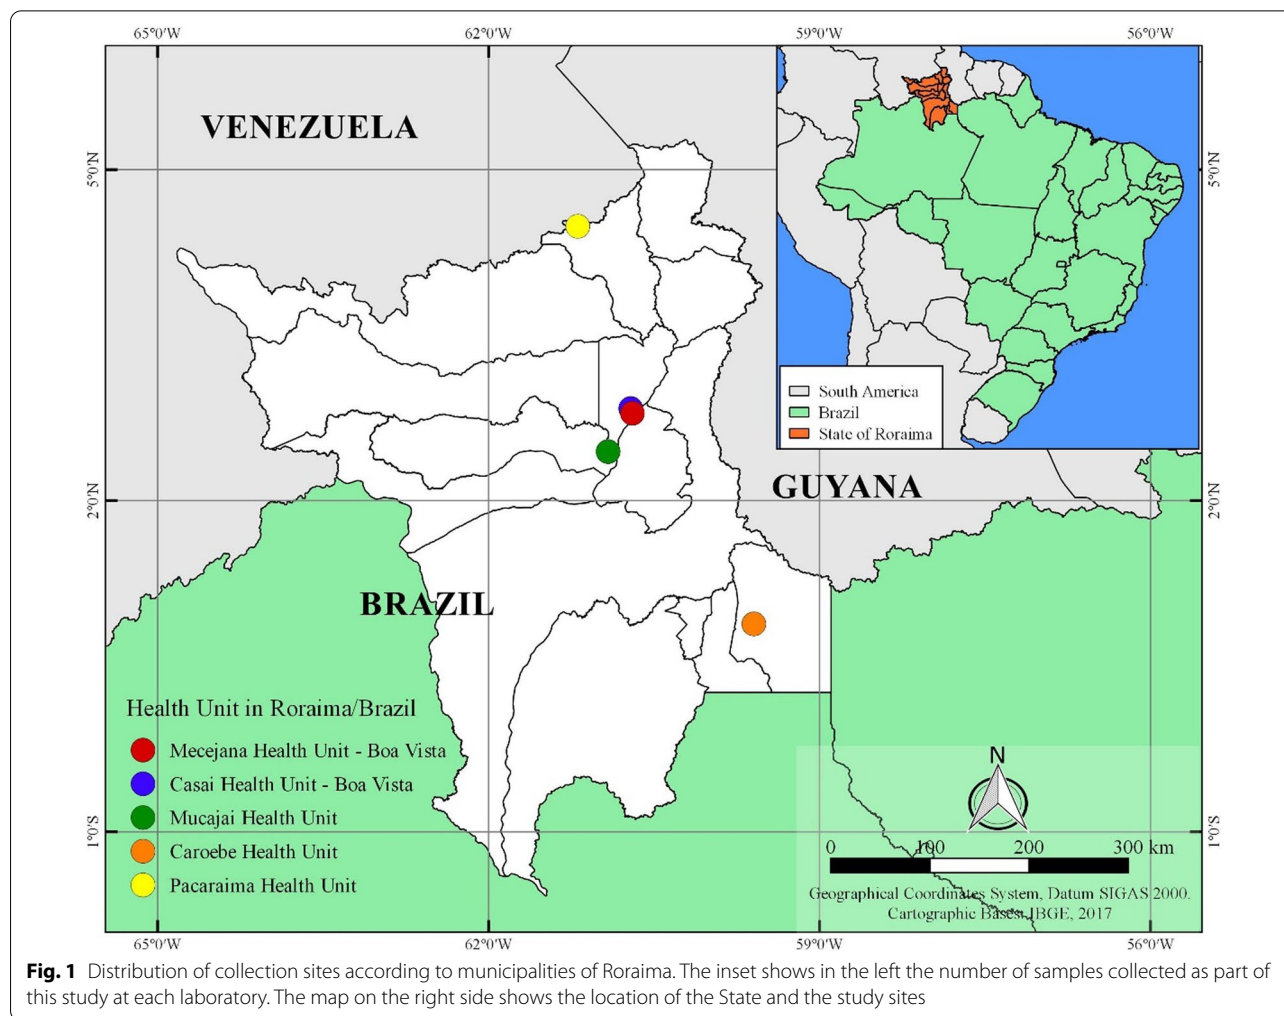 65°0'W 62°0'W 59°0'W 56°0'W
VENEZUELA
5°0'N 5°0'N
South America
Brazil
State of Roraima
GUYANA
2°0'N 2°0'N
BRAZIL
Health Unit in Roraima/Brazil
Mecejana Health Unit - Boa Vista
Casai Health Unit - Boa Vista
Mucajai Health Unit
Caroebe Health Unit
Pacaraima Health Unit
N
1°0'S 1°0'S
0 100 200 300 km
Geographical Coordinates System, Datum SIGAS 2000.
Cartographic Bases: IBGE, 2017
65°0'W 62°0'W 59°0'W 56°0'W
Fig. 1 Distribution of collection sites according to municipalities of Roraima. The inset shows in the left the number of samples collected as part of
this study at each laboratory. The map on the right side shows the location of the State and the study sites